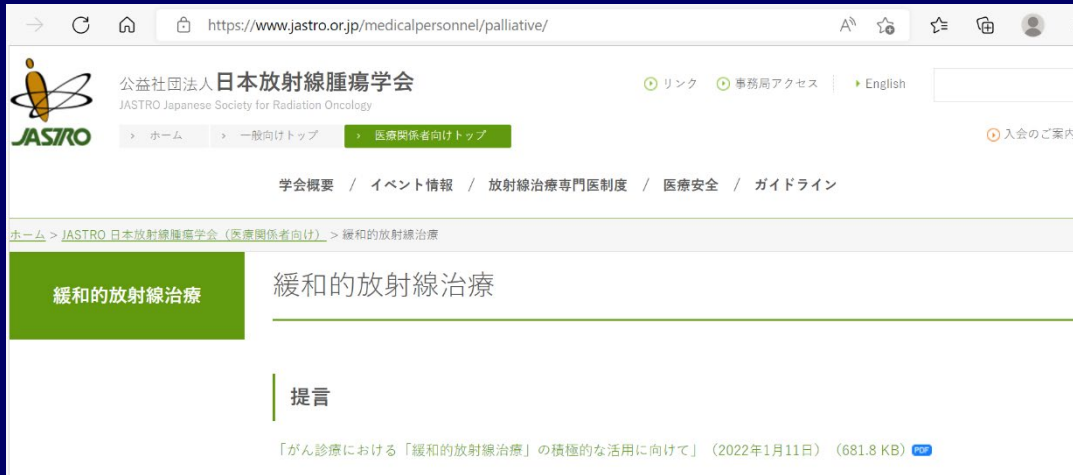 https://www.jastro.or.jp/medicalpersonnel/palliative/
公益社団法人日本放射線腫瘍学会
JASTRO Japanese Society for Radiation Oncology
JASTRO
リンク 事務局アクセス English
ホーム 一般向けトップ 医療関係者向けトップ
入会のご案内
学会概要 / イベント情報 / 放射線治療専門医制度 / 医療安全 / ガイドライン
ホーム > JASTRO 日本放射線腫瘍学会（医療関係者向け） > 緩和的放射線治療
緩和的放射線治療
緩和的放射線治療
提言
「がん診療における「緩和的放射線治療」の積極的な活用に向けて」（2022年1月11日）（681.8 KB） PDF